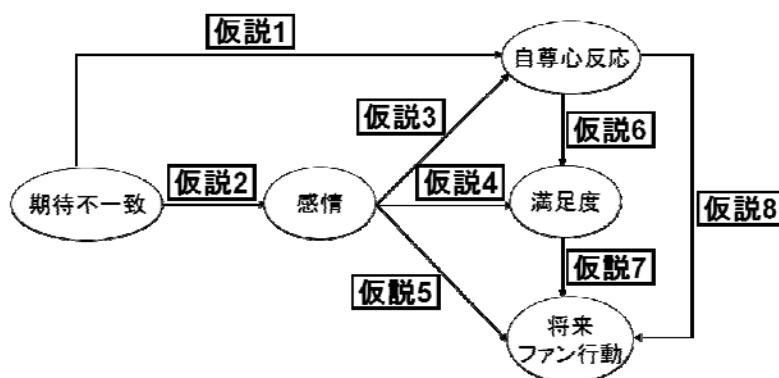 仮説1
自尊心反応
仮説3
仮説6
期待不一致
仮説2
感情
仮説4
満足度
仮説8
仮説5
仮説7
将来
ファン行動